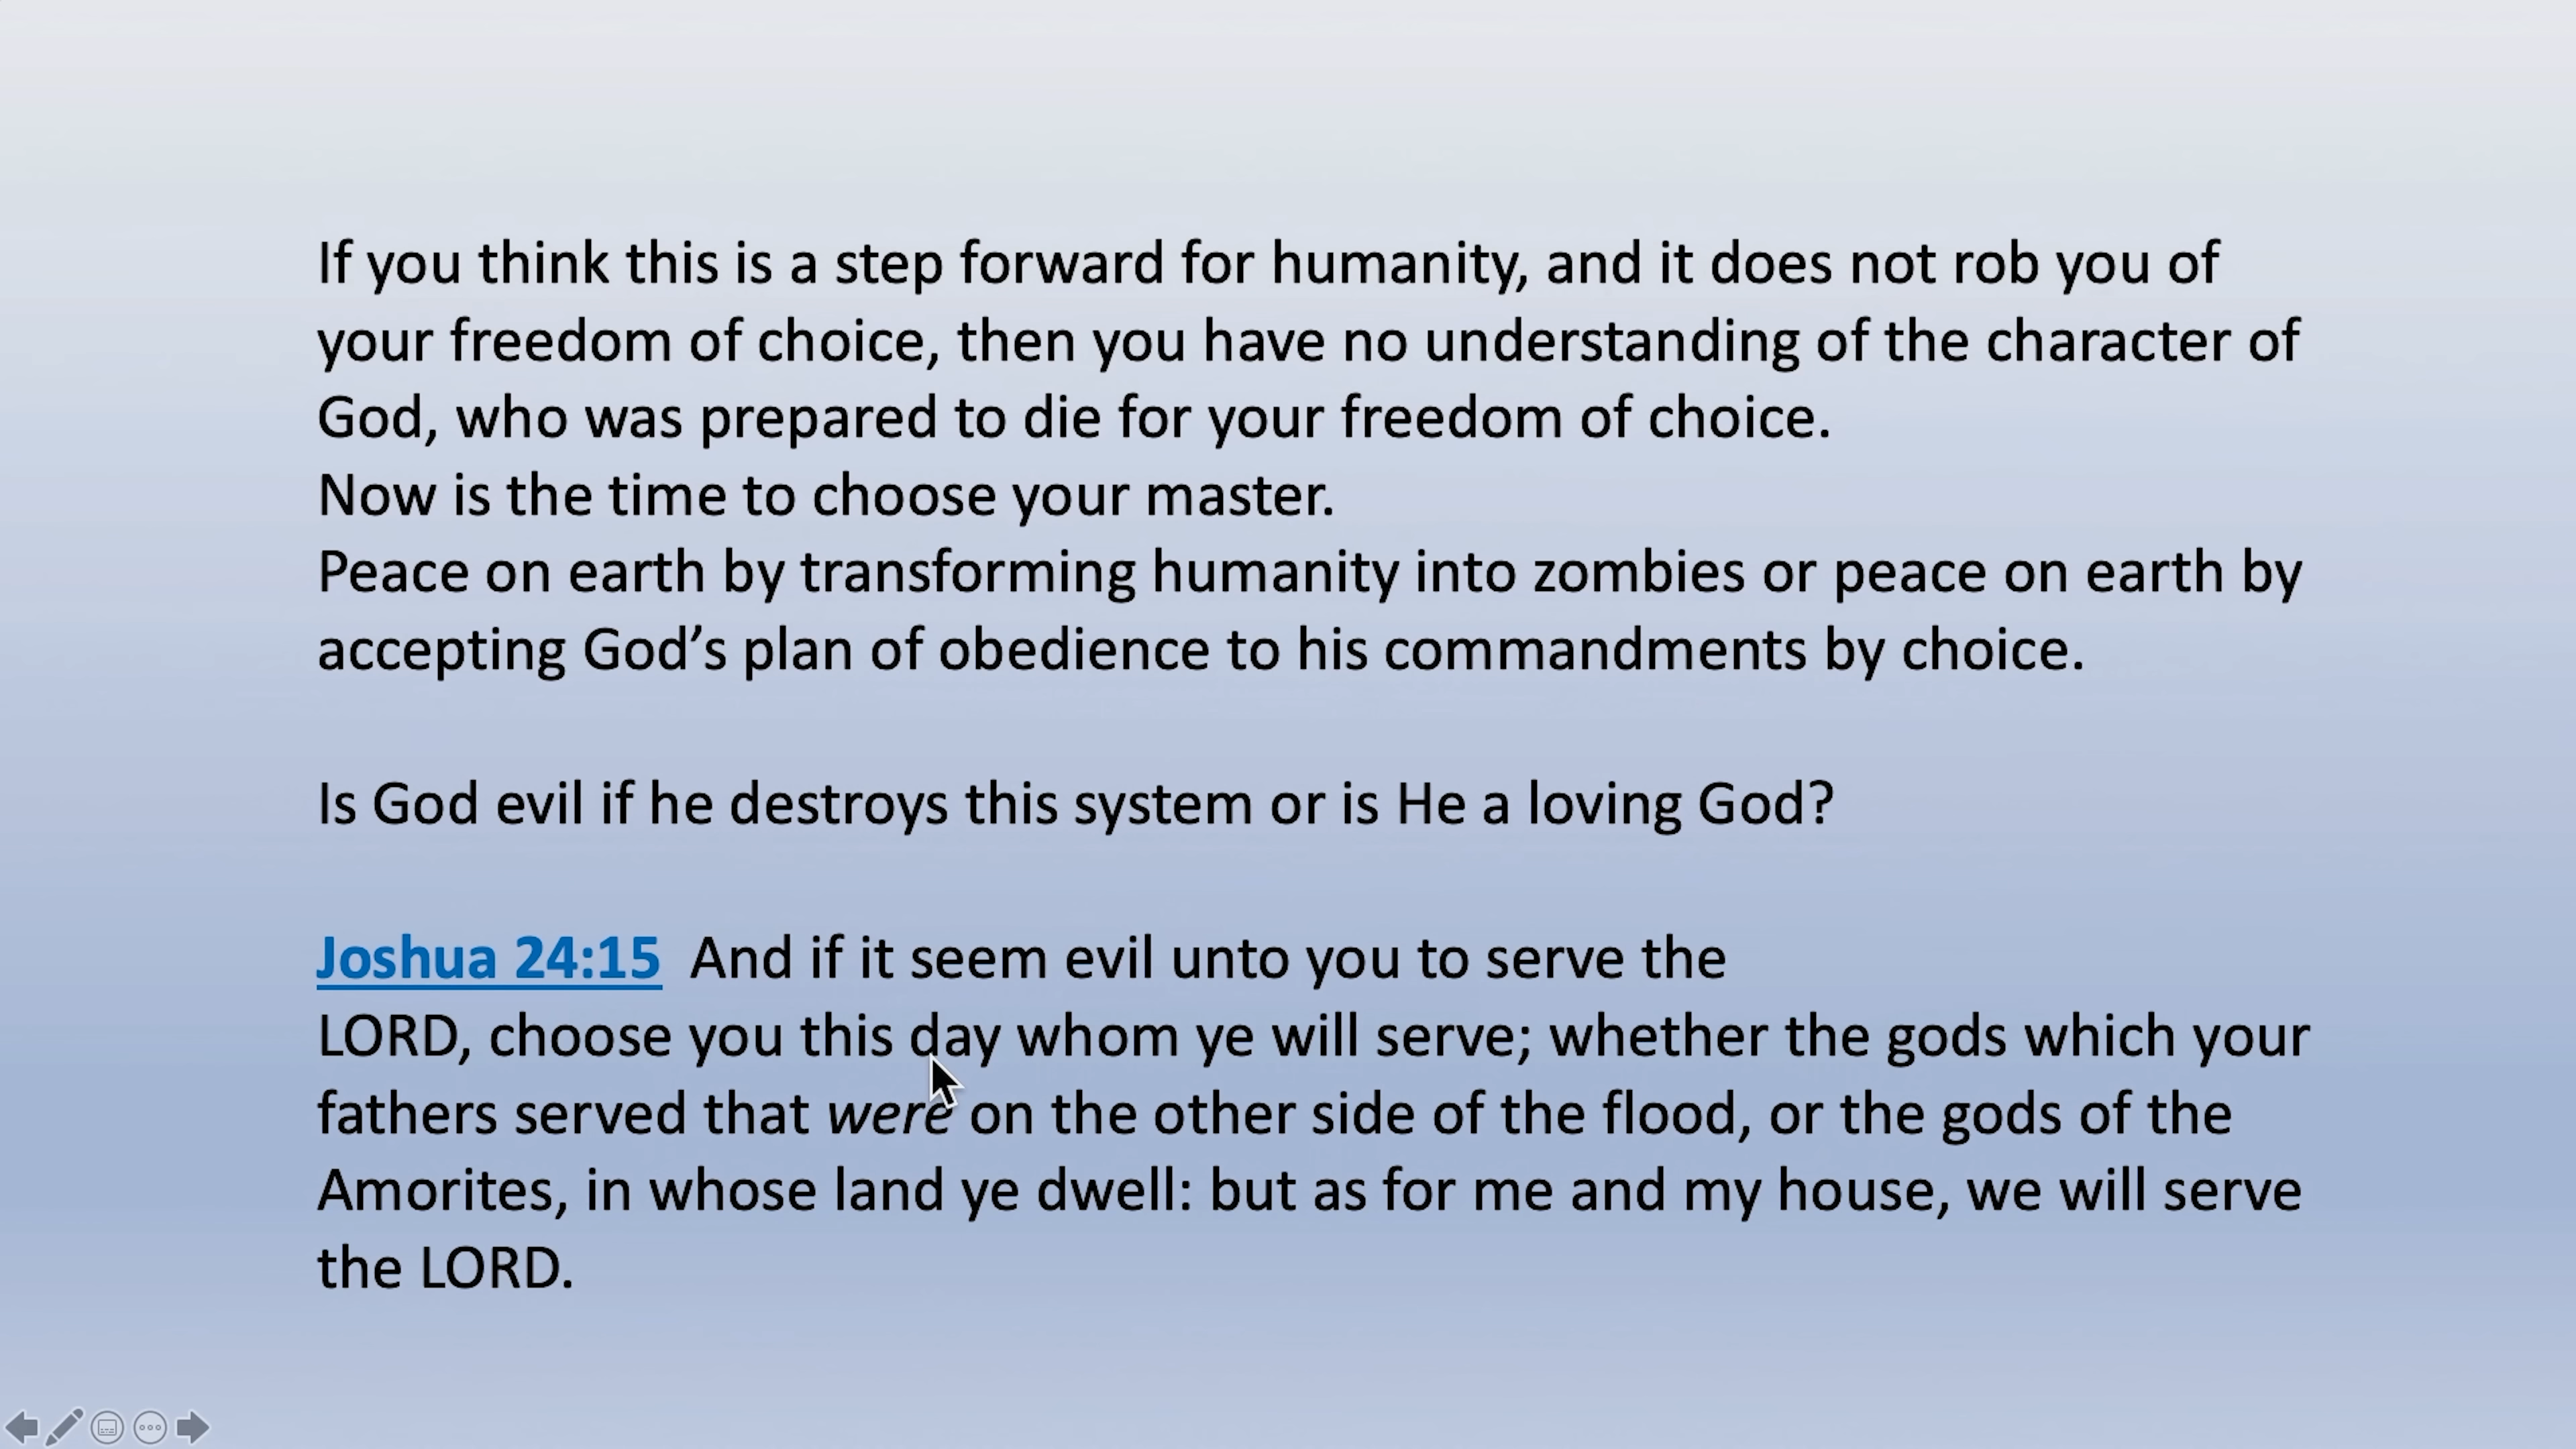 If you think this is a step forward for humanity, and it does not rob you of
your freedom of choice, then you have no understanding of the character of
God, who was prepared to die for your freedom of choice.
Now is the time to choose your master.
Peace on earth by transforming humanity into zombies or peace on earth by
accepting God’s plan of obedience to his commandments by choice.
Is God evil if he destroys this system or is He a loving God?
Joshua 24:15  And if it seem evil unto you to serve the
LORD, choose you this day whom ye will serve; whether the gods which your
fathers served that were on the other side of the flood, or the gods of the
Amorites, in whose land ye dwell: but as for me and my house, we will serve
the LORD.